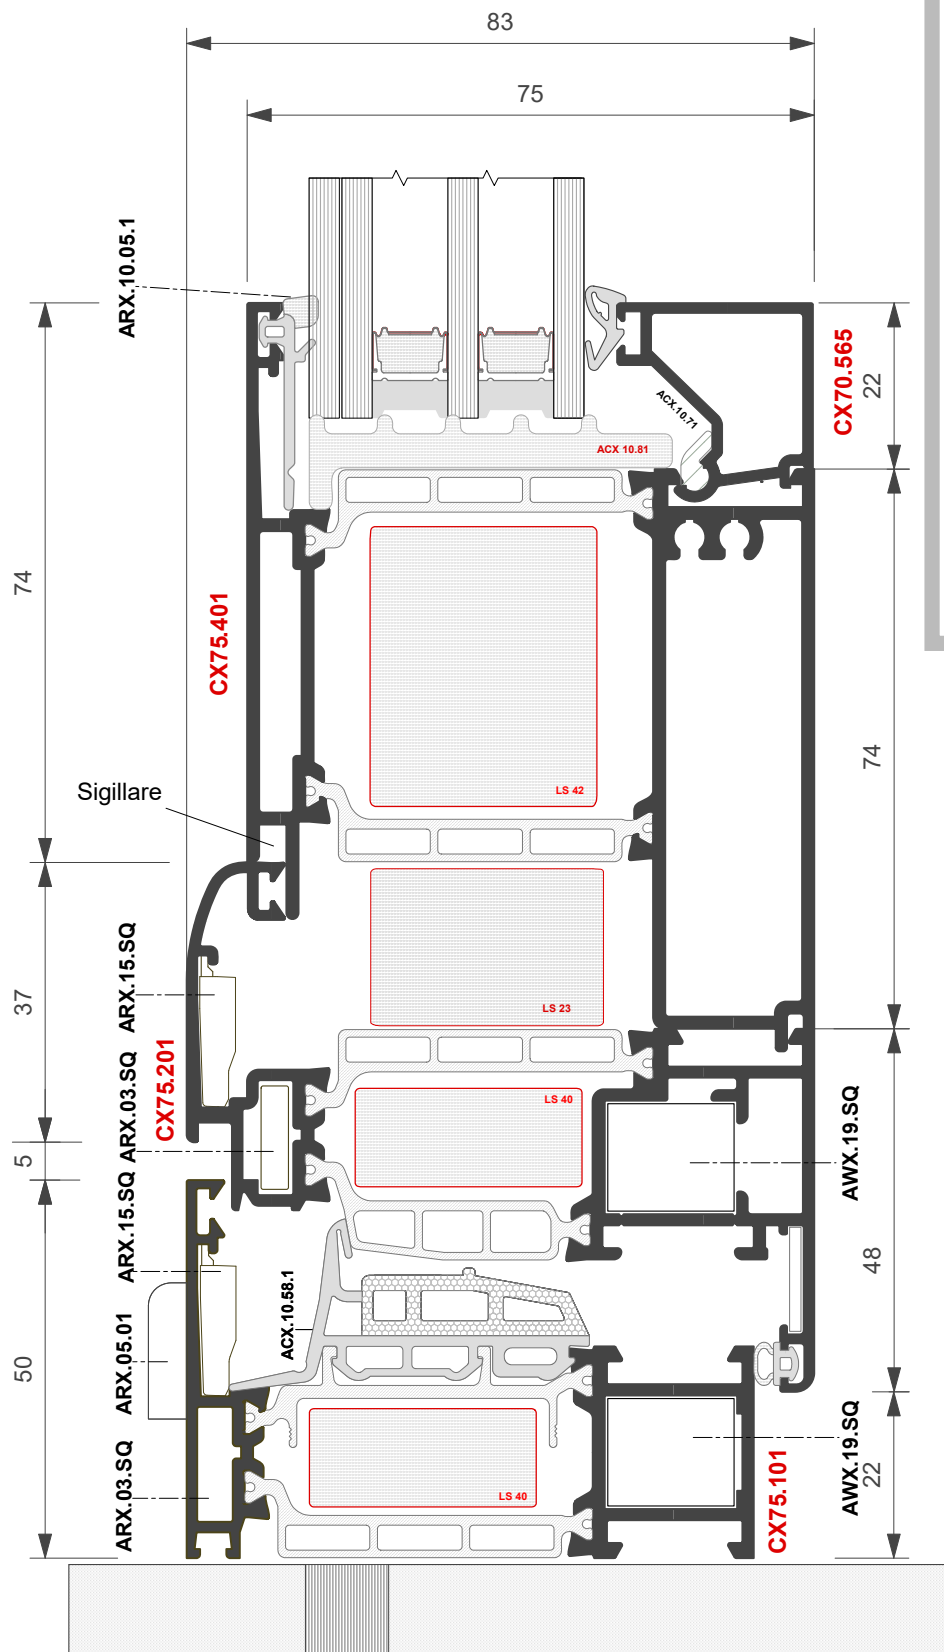 83
75
ARX.10.05.1
CX70.565
22
ACX.10.71
ACX 10.81
74
CX75.401
LS 42
74
Sigillare
ARX.15.SQ
37
LS 23
CX75.201
ARX.03.SQ
LS 40
AWX.19.SQ
5
ARX.15.SQ
48
ACX.10.58.1
ARX.05.01
50
AWX.19.SQ
ARX.03.SQ
LS 40
CX75.101
22